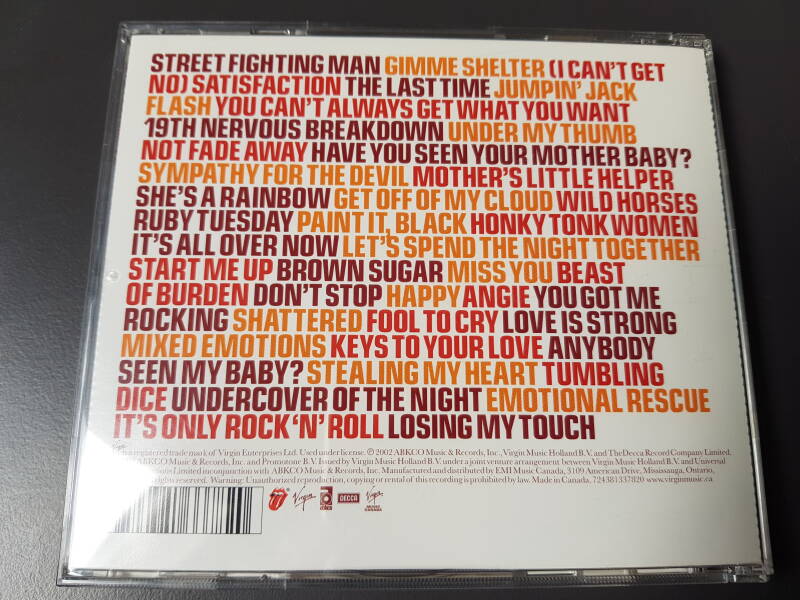 STREET FIGHTING MAN GIMME SHELTER (I CAN'T GET
NO) SATISFACTION THE LAST TIME JUMPIN' JACK
FLASH YOU CAN'T ALWAYS GET WHAT YOU WANT
19TH NERVOUS BREAKDOWN UNDER MY THUMB
NOT FADE AWAY HAVE YOU SEEN YOUR MOTHER BABY?
SYMPATHY FOR THE DEVIL MOTHER'S LITTLE HELPER
SHE'S A RAINBOW GET OFF OF MY CLOUD WILD HORSES
RUBY TUESDAY PAINT IT, BLACK HONKY TONK WOMEN
IT'S ALL OVER NOW LET'S SPEND THE NIGHT TOGETHER
START ME UP BROWN SUGAR MISS YOU BEAST
OF BURDEN DON'T STOP HAPPY ANGIE YOU GOT ME
ROCKING SHATTERED FOOL TO CRY LOVE IS STRONG
MIXED EMOTIONS KEYS TO YOUR LOVE ANYBODY
SEEN MY BABY? STEALING MY HEART TUMBLING
DICE UNDERCOVER OF THE NIGHT EMOTIONAL RESCUE
IT'S ONLY ROCK 'N' ROLL LOSING MY TOUCH
registered trade mark of Virgin Enterprises Ltd. Used under license. ℗ 2002 ABKCO Music & Records, Inc., Virgin Music Holland B.V. and The Decca Record Company Limited.
ABKCO Music & Records, Inc. and Promotone B.V. Issued by Virgin Music Holland B.V. under a joint venture arrangement between Virgin Music Holland B.V. and Universal
Limited in conjunction with ABKCO Music & Records, Inc. Manufactured and distributed by EMI Music Canada, 3109 American Drive, Mississauga, Ontario,
rights reserved. Warning: Unauthorized reproduction, copying or rental of this recording is prohibited by law. Made in Canada. 724381337820 www.virginmusic.ca
Virgin
abkco
DECCA
Virgin
MUSIC
CANADA